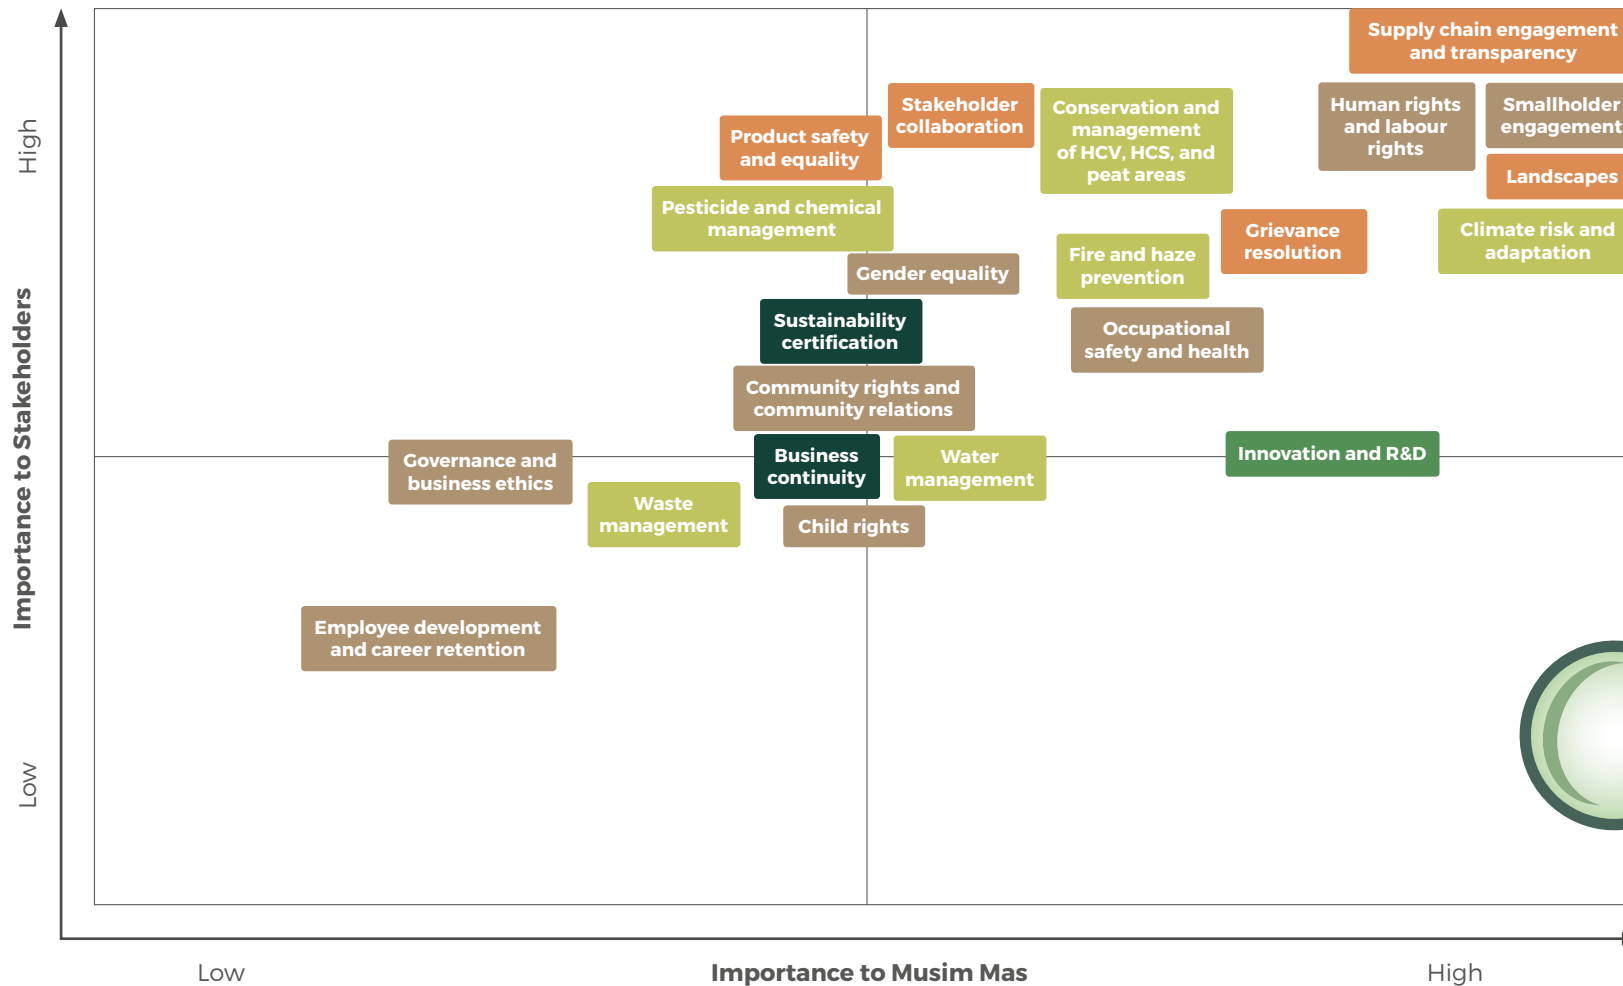 Supply chain engagement
and transparency
Stakeholder
collaboration
Conservation and
management
of HCV, HCS, and
peat areas
Human rights
and labour
rights
Smallholder
engagement
Product safety
and equality
Landscapes
Pesticide and chemical
management
Grievance
resolution
Climate risk and
adaptation
Gender equality
Fire and haze
prevention
Sustainability
certification
Occupational
safety and health
Community rights and
community relations
Governance and
business ethics
Business
continuity
Water
management
Innovation and R&D
Waste
management
Child rights
Employee development
and career retention
High
Importance to Stakeholders
Low
Low
Importance to Musim Mas
High